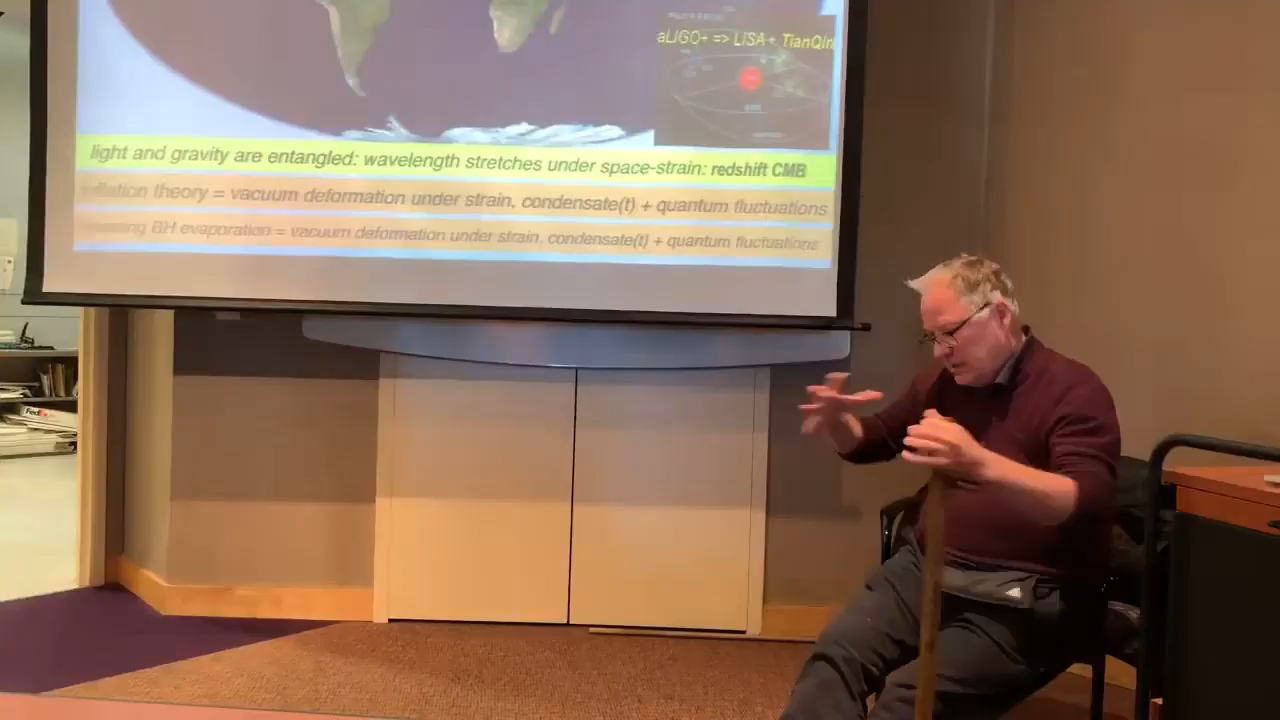 aLIGO+ => LISA + TianQin
light and gravity are entangled: wavelength stretches under space-strain: redshift CMB
inflation theory = vacuum deformation under strain, condensate(t) + quantum fluctuations
BH evaporation = vacuum deformation under strain, condensate(t) + quantum fluctuations
FedEx